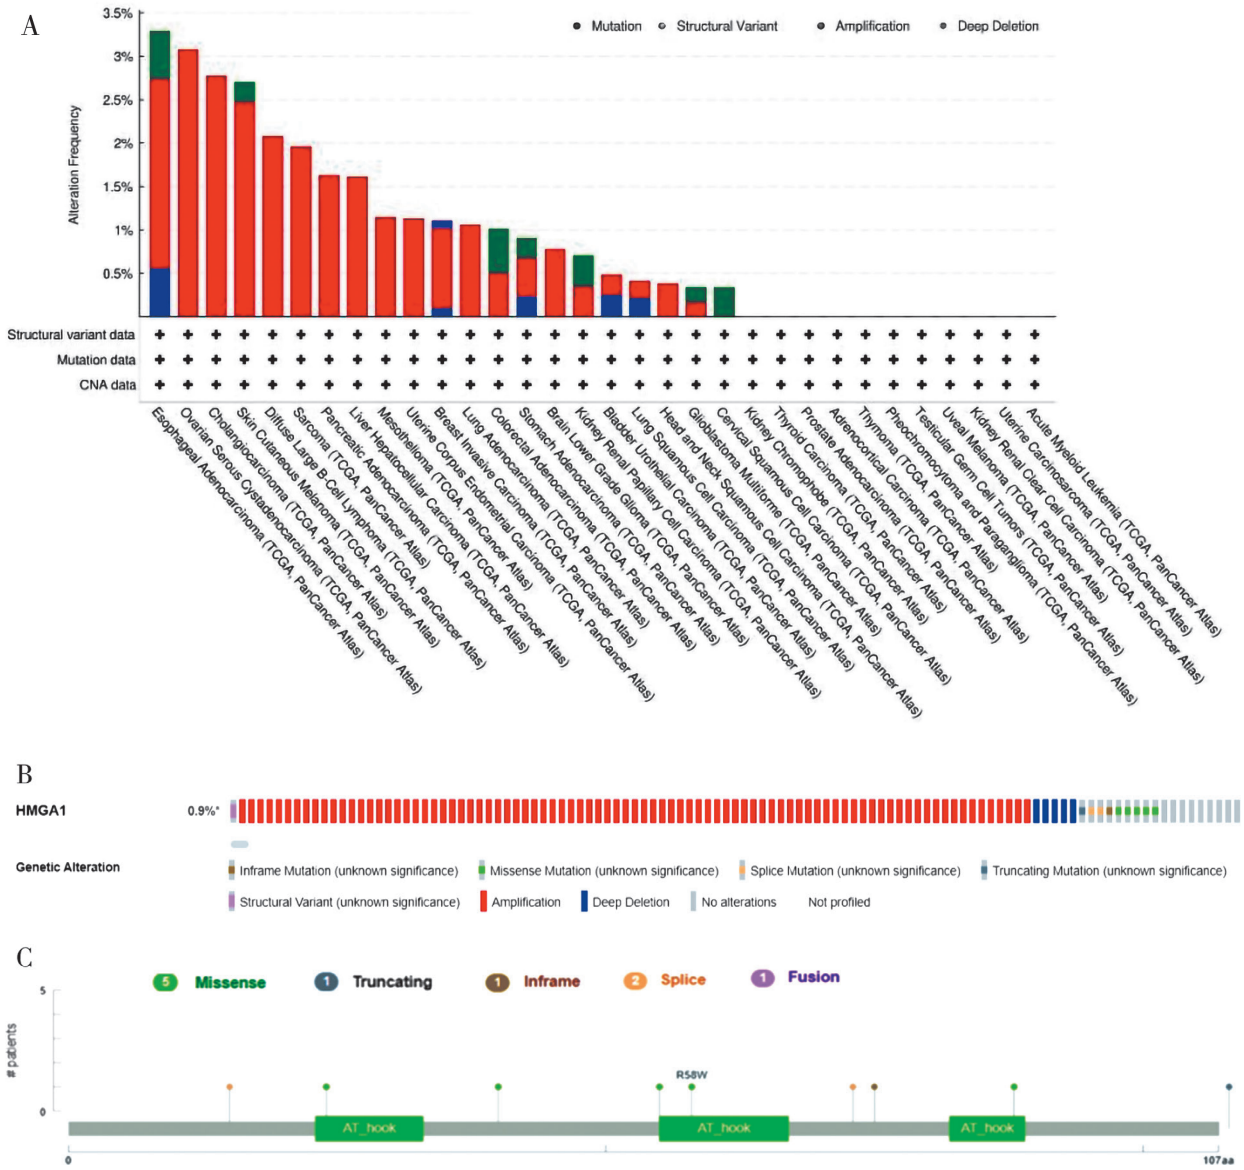 A
Mutation Structural Variant Amplification Deep Deletion
3.5%
3%
2.5%
2%
1.5%
1%
0.5%
Alteration Frequency
Structural variant data
Mutation data
CNA data
Esophageal Adenocarcinoma (TCGA, PanCancer Atlas)
Ovarian Serous Cystadenocarcinoma (TCGA, PanCancer Atlas)
Cholangiocarcinoma (TCGA, PanCancer Atlas)
Skin Cutaneous Melanoma (TCGA, PanCancer Atlas)
Diffuse Large B-Cell Lymphoma (TCGA, PanCancer Atlas)
Sarcoma (TCGA, PanCancer Atlas)
Pancreatic Adenocarcinoma (TCGA, PanCancer Atlas)
Liver Hepatocellular Carcinoma (TCGA, PanCancer Atlas)
Mesothelioma (TCGA, PanCancer Atlas)
Uterine Corpus Endometrial Carcinoma (TCGA, PanCancer Atlas)
Breast Invasive Carcinoma (TCGA, PanCancer Atlas)
Lung Adenocarcinoma (TCGA, PanCancer Atlas)
Colorectal Adenocarcinoma (TCGA, PanCancer Atlas)
Stomach Adenocarcinoma (TCGA, PanCancer Atlas)
Brain Lower Grade Glioma (TCGA, PanCancer Atlas)
Kidney Renal Papillary Cell Carcinoma (TCGA, PanCancer Atlas)
Bladder Urothelial Carcinoma (TCGA, PanCancer Atlas)
Lung Squamous Cell Carcinoma (TCGA, PanCancer Atlas)
Head and Neck Squamous Cell Carcinoma (TCGA, PanCancer Atlas)
Glioblastoma Multiforme (TCGA, PanCancer Atlas)
Cervical Squamous Cell Carcinoma (TCGA, PanCancer Atlas)
Kidney Chromophobe (TCGA, PanCancer Atlas)
Thyroid Carcinoma (TCGA, PanCancer Atlas)
Prostate Adenocarcinoma (TCGA, PanCancer Atlas)
Adrenocortical Carcinoma (TCGA, PanCancer Atlas)
Thymoma (TCGA, PanCancer Atlas)
Pheochromocytoma and Paraganglioma (TCGA, PanCancer Atlas)
Testicular Germ Cell Tumors (TCGA, PanCancer Atlas)
Uveal Melanoma (TCGA, PanCancer Atlas)
Kidney Renal Clear Cell Carcinoma (TCGA, PanCancer Atlas)
Uterine Carcinosarcoma (TCGA, PanCancer Atlas)
Acute Myeloid Leukemia (TCGA, PanCancer Atlas)
B
HMGA1 0.9%*
Genetic Alteration
Inframe Mutation (unknown significance) Missense Mutation (unknown significance) Splice Mutation (unknown significance) Truncating Mutation (unknown significance)
Structural Variant (unknown significance) Amplification Deep Deletion No alterations Not profiled
C
5 Missense 1 Truncating 1 Inframe 2 Splice 1 Fusion
5
# patients
R58W
0
AT_hook AT_hook AT_hook
0 107aa